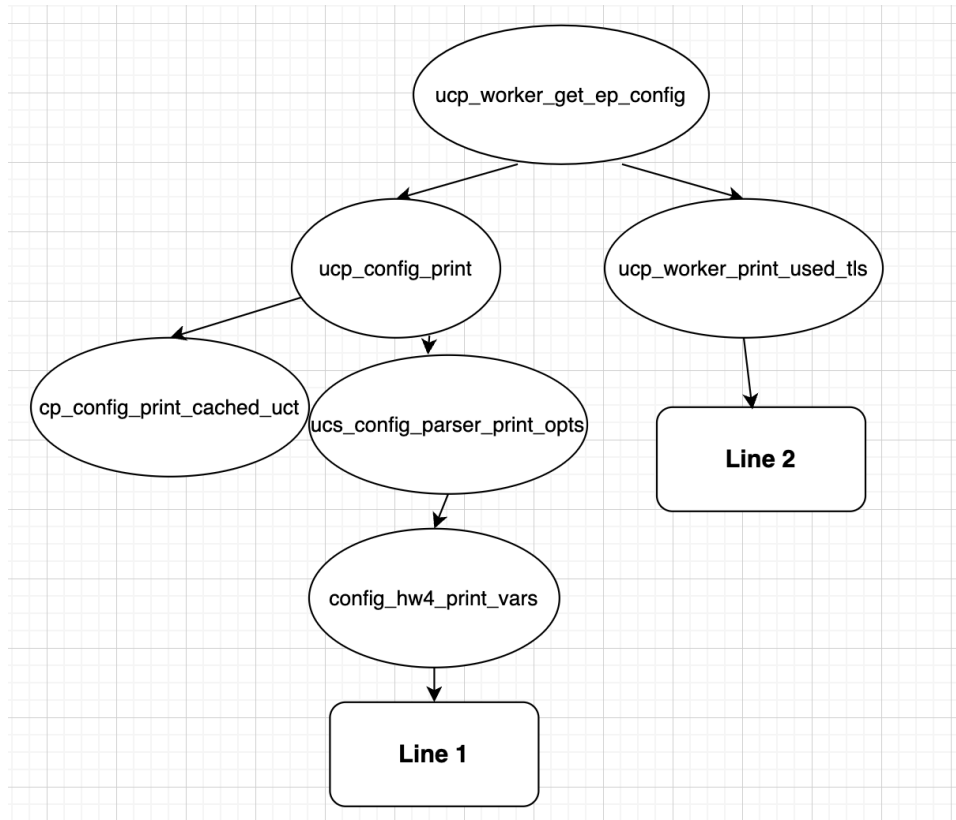 ucp_worker_get_ep_config
ucp_config_print
ucp_worker_print_used_tls
cp_config_print_cached_uct
ucs_config_parser_print_opts
Line 2
config_hw4_print_vars
Line 1